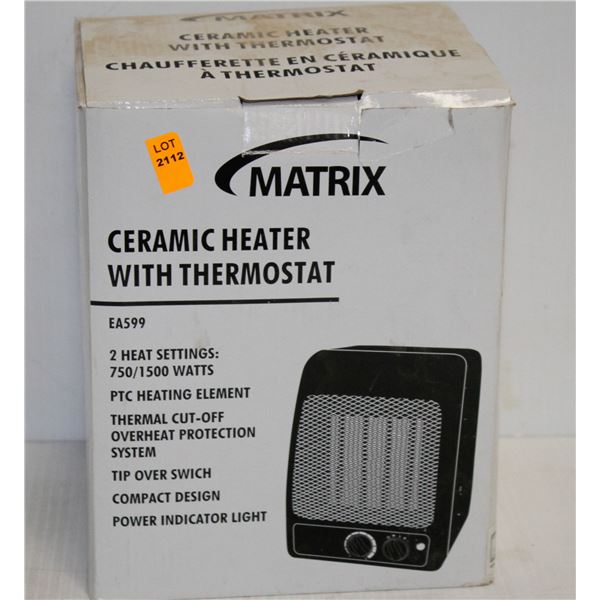 MATRIX
CERAMIC HEATER
WITH THERMOSTAT
CHAUFFERETTE EN CÉRAMIQUE
À THERMOSTAT
LOT
2112
MATRIX
CERAMIC HEATER
WITH THERMOSTAT
EA599
2 HEAT SETTINGS:
750/1500 WATTS
PTC HEATING ELEMENT
THERMAL CUT-OFF
OVERHEAT PROTECTION
SYSTEM
TIP OVER SWICH
COMPACT DESIGN
POWER INDICATOR LIGHT